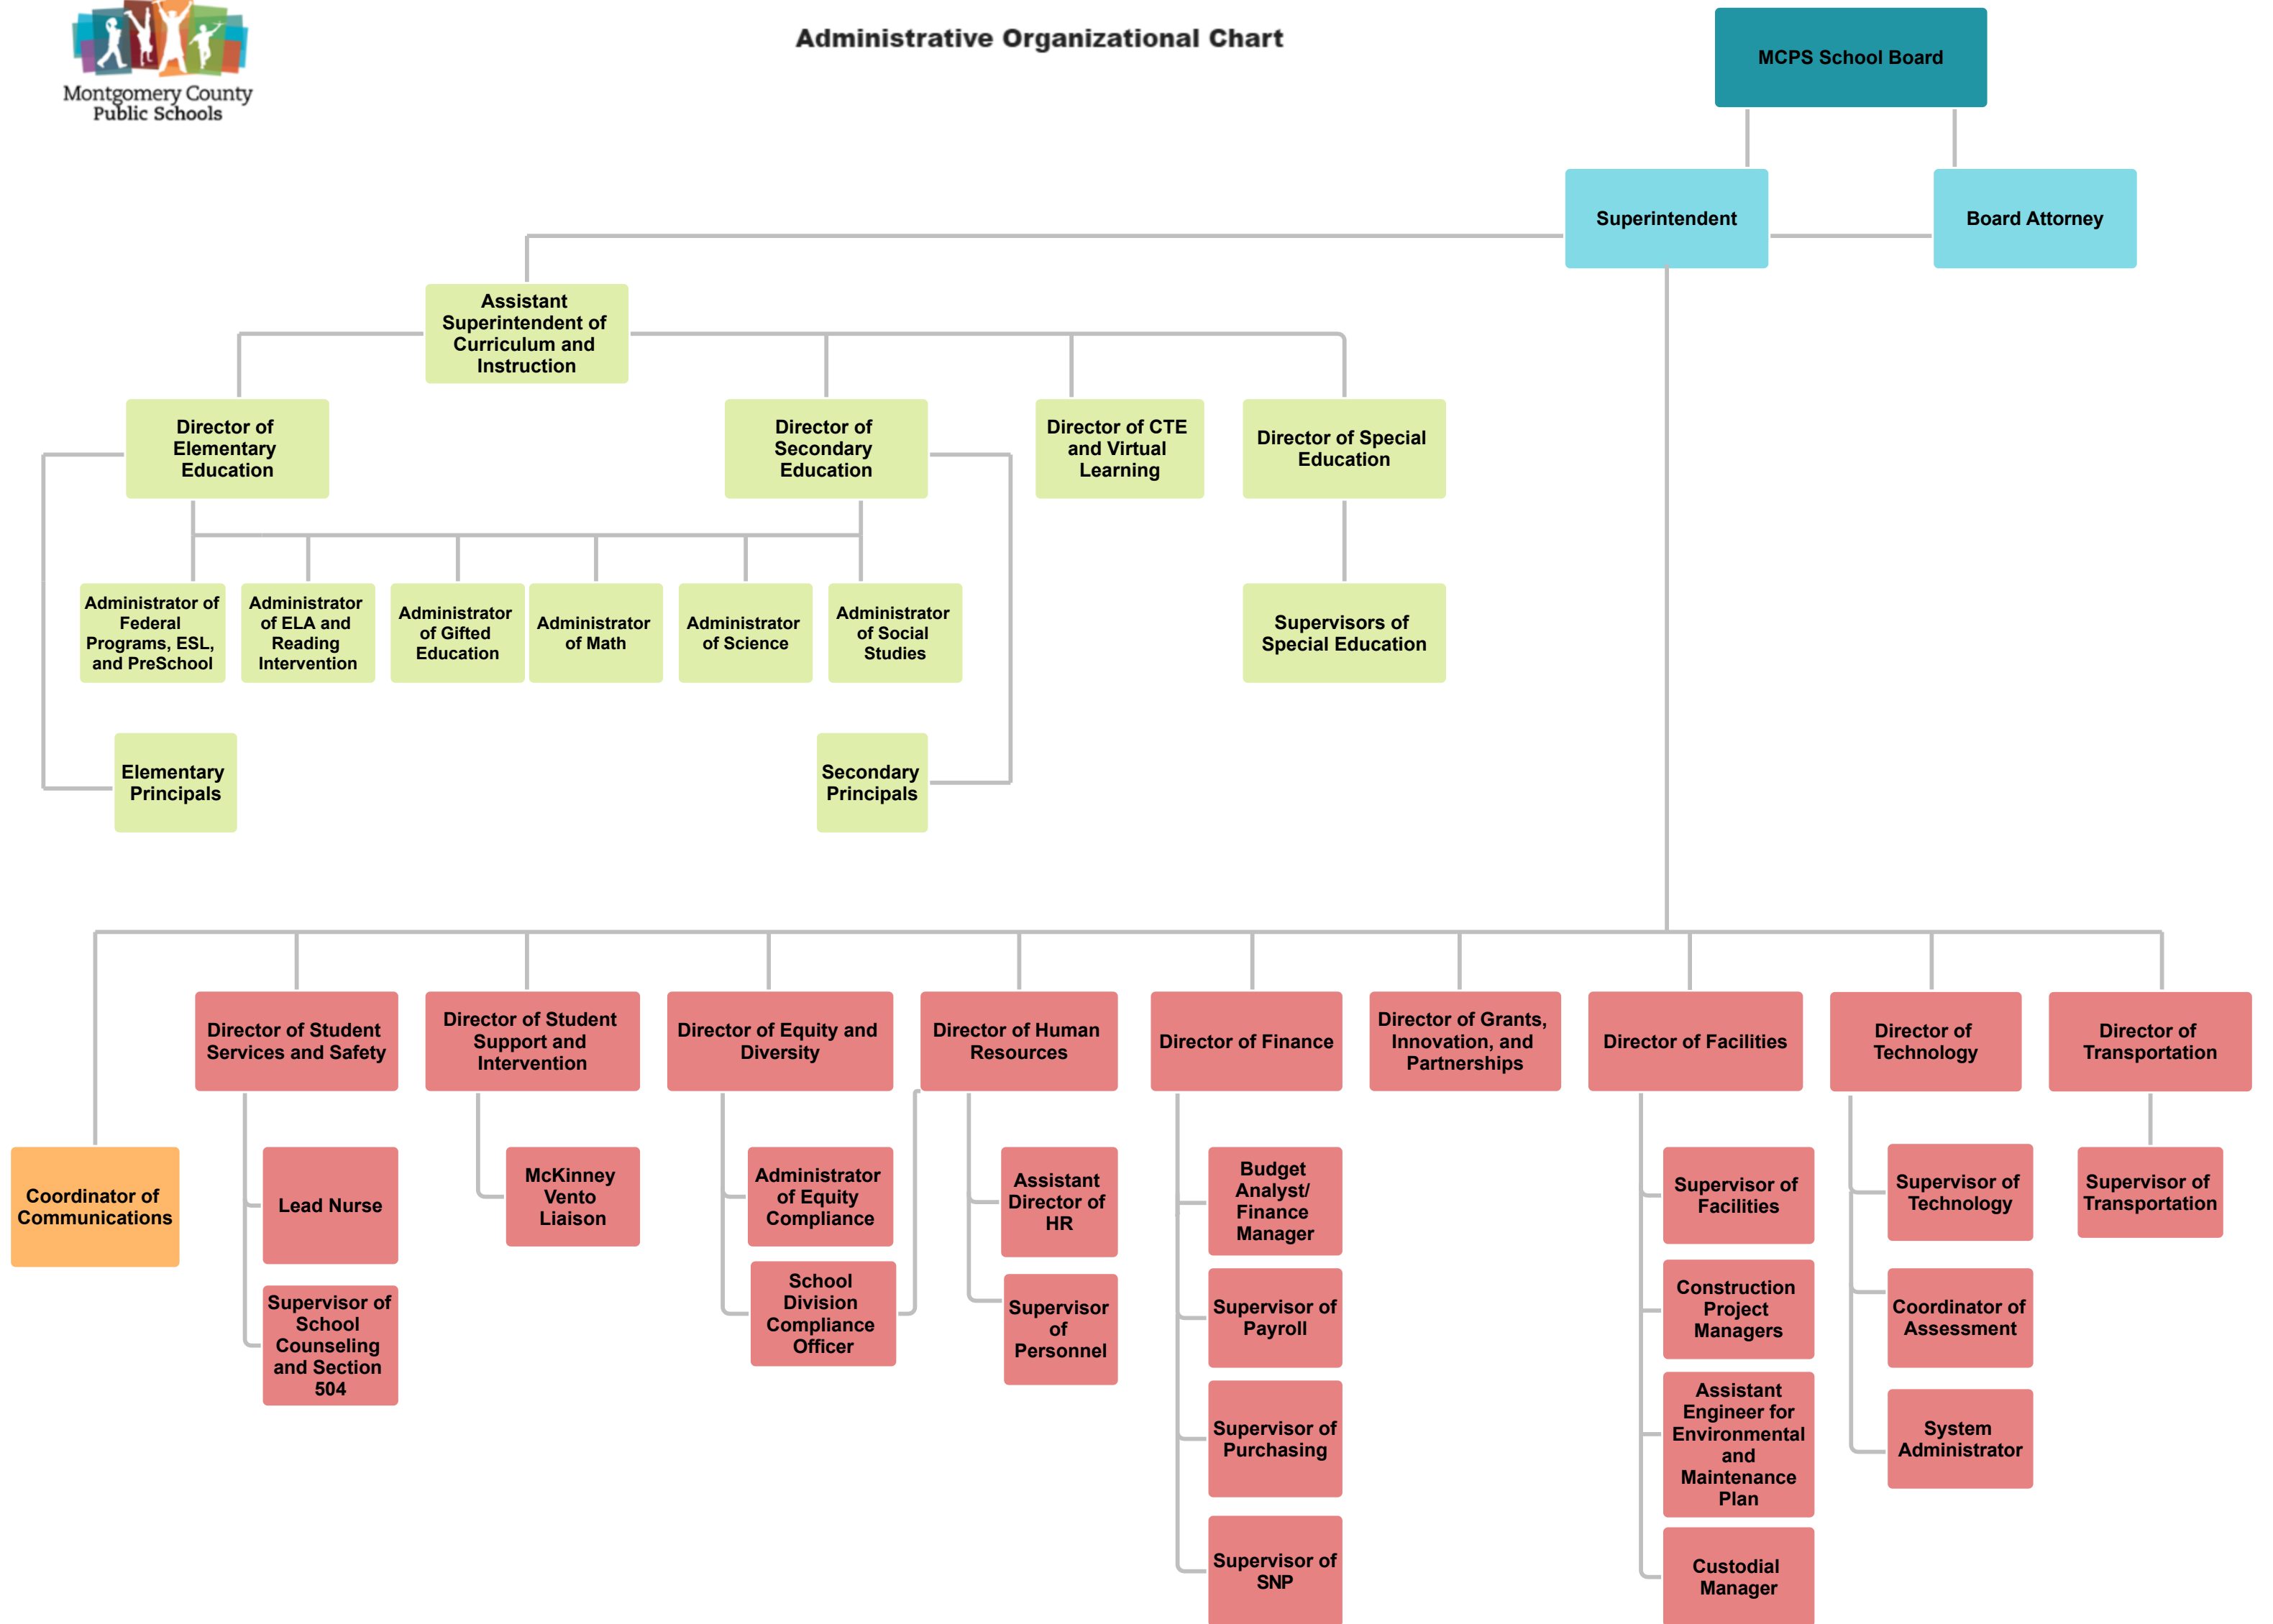 Administrative Organizational Chart
Montgomery County
Public Schools
MCPS School Board
Superintendent
Board Attorney
Assistant
Superintendent of
Curriculum and
Instruction
Director of
Elementary
Education
Director of
Secondary
Education
Director of CTE
and Virtual
Learning
Director of Special
Education
Administrator of
Federal
Programs, ESL,
and PreSchool
Administrator
of ELA and
Reading
Intervention
Administrator
of Gifted
Education
Administrator
of Math
Administrator
of Science
Administrator
of Social
Studies
Supervisors of
Special Education
Elementary
Principals
Secondary
Principals
Director of Student
Services and Safety
Director of Student
Support and
Intervention
Director of Equity and
Diversity
Director of Human
Resources
Director of Finance
Director of Grants,
Innovation, and
Partnerships
Director of Facilities
Director of
Technology
Director of
Transportation
Coordinator of
Communications
Lead Nurse
Supervisor of
School
Counseling
and Section
504
McKinney
Vento
Liaison
Administrator
of Equity
Compliance
School
Division
Compliance
Officer
Assistant
Director of
HR
Supervisor
of
Personnel
Budget
Analyst/
Finance
Manager
Supervisor of
Payroll
Supervisor of
Purchasing
Supervisor of
SNP
Supervisor of
Facilities
Construction
Project
Managers
Assistant
Engineer for
Environmental
and
Maintenance
Plan
Custodial
Manager
Supervisor of
Technology
Coordinator of
Assessment
System
Administrator
Supervisor of
Transportation